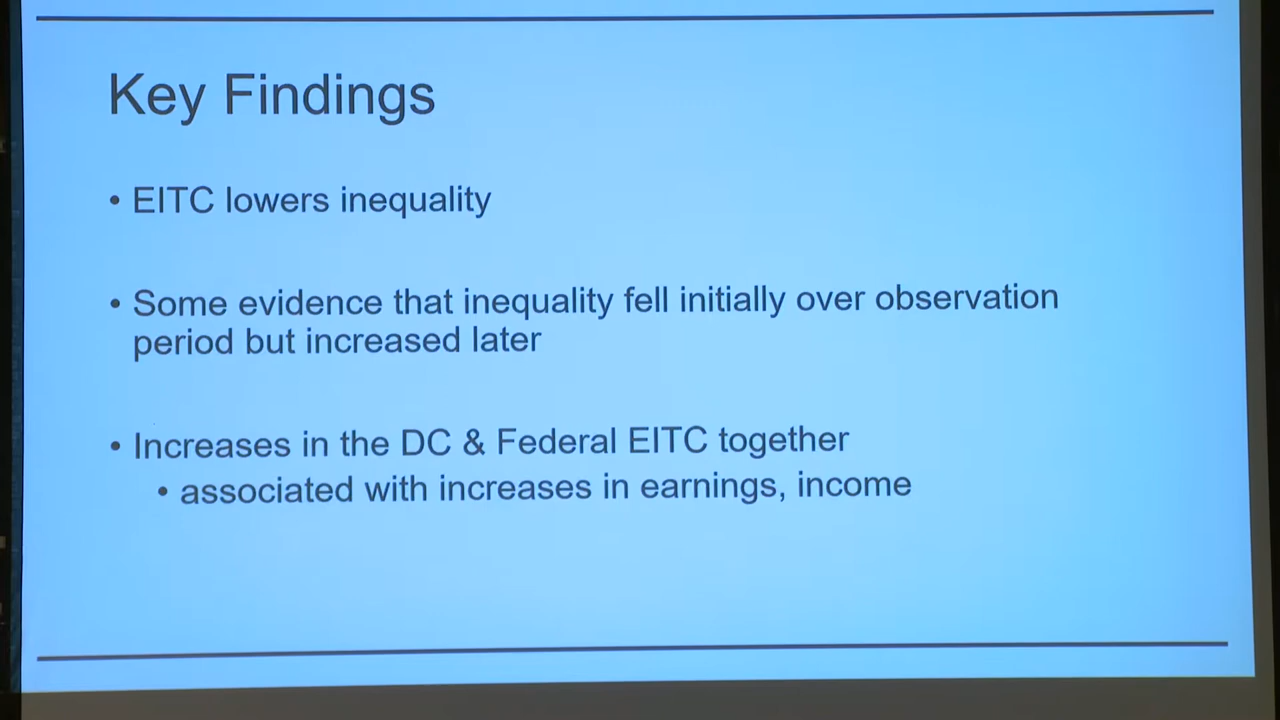 Key Findings
• EITC lowers inequality
• Some evidence that inequality fell initially over observation
period but increased later
• Increases in the DC & Federal EITC together
• associated with increases in earnings, income